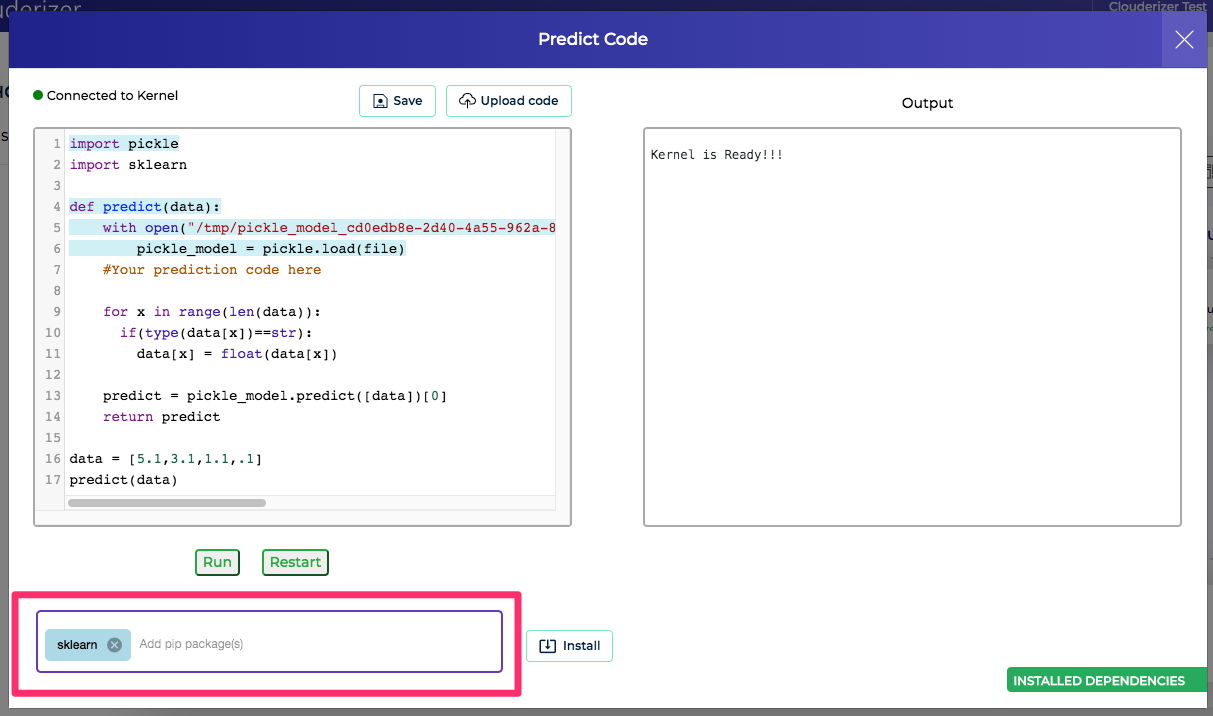 Clouderizer Test
Predict Code
Connected to Kernel
Save
Upload code
Output
1 import pickle
2 import sklearn
3
4 def predict(data):
5     with open("/tmp/pickle_model_cd0edb8e-2d40-4a55-962a-8
6         pickle_model = pickle.load(file)
7     #Your prediction code here
8
9     for x in range(len(data)):
10       if(type(data[x])==str):
11         data[x] = float(data[x])
12
13     predict = pickle_model.predict([data])[0]
14     return predict
15
16 data = [5.1,3.1,1.1,.1]
17 predict(data)
Kernel is Ready!!!
Run
Restart
sklearn
Add pip package(s)
Install
INSTALLED DEPENDENCIES